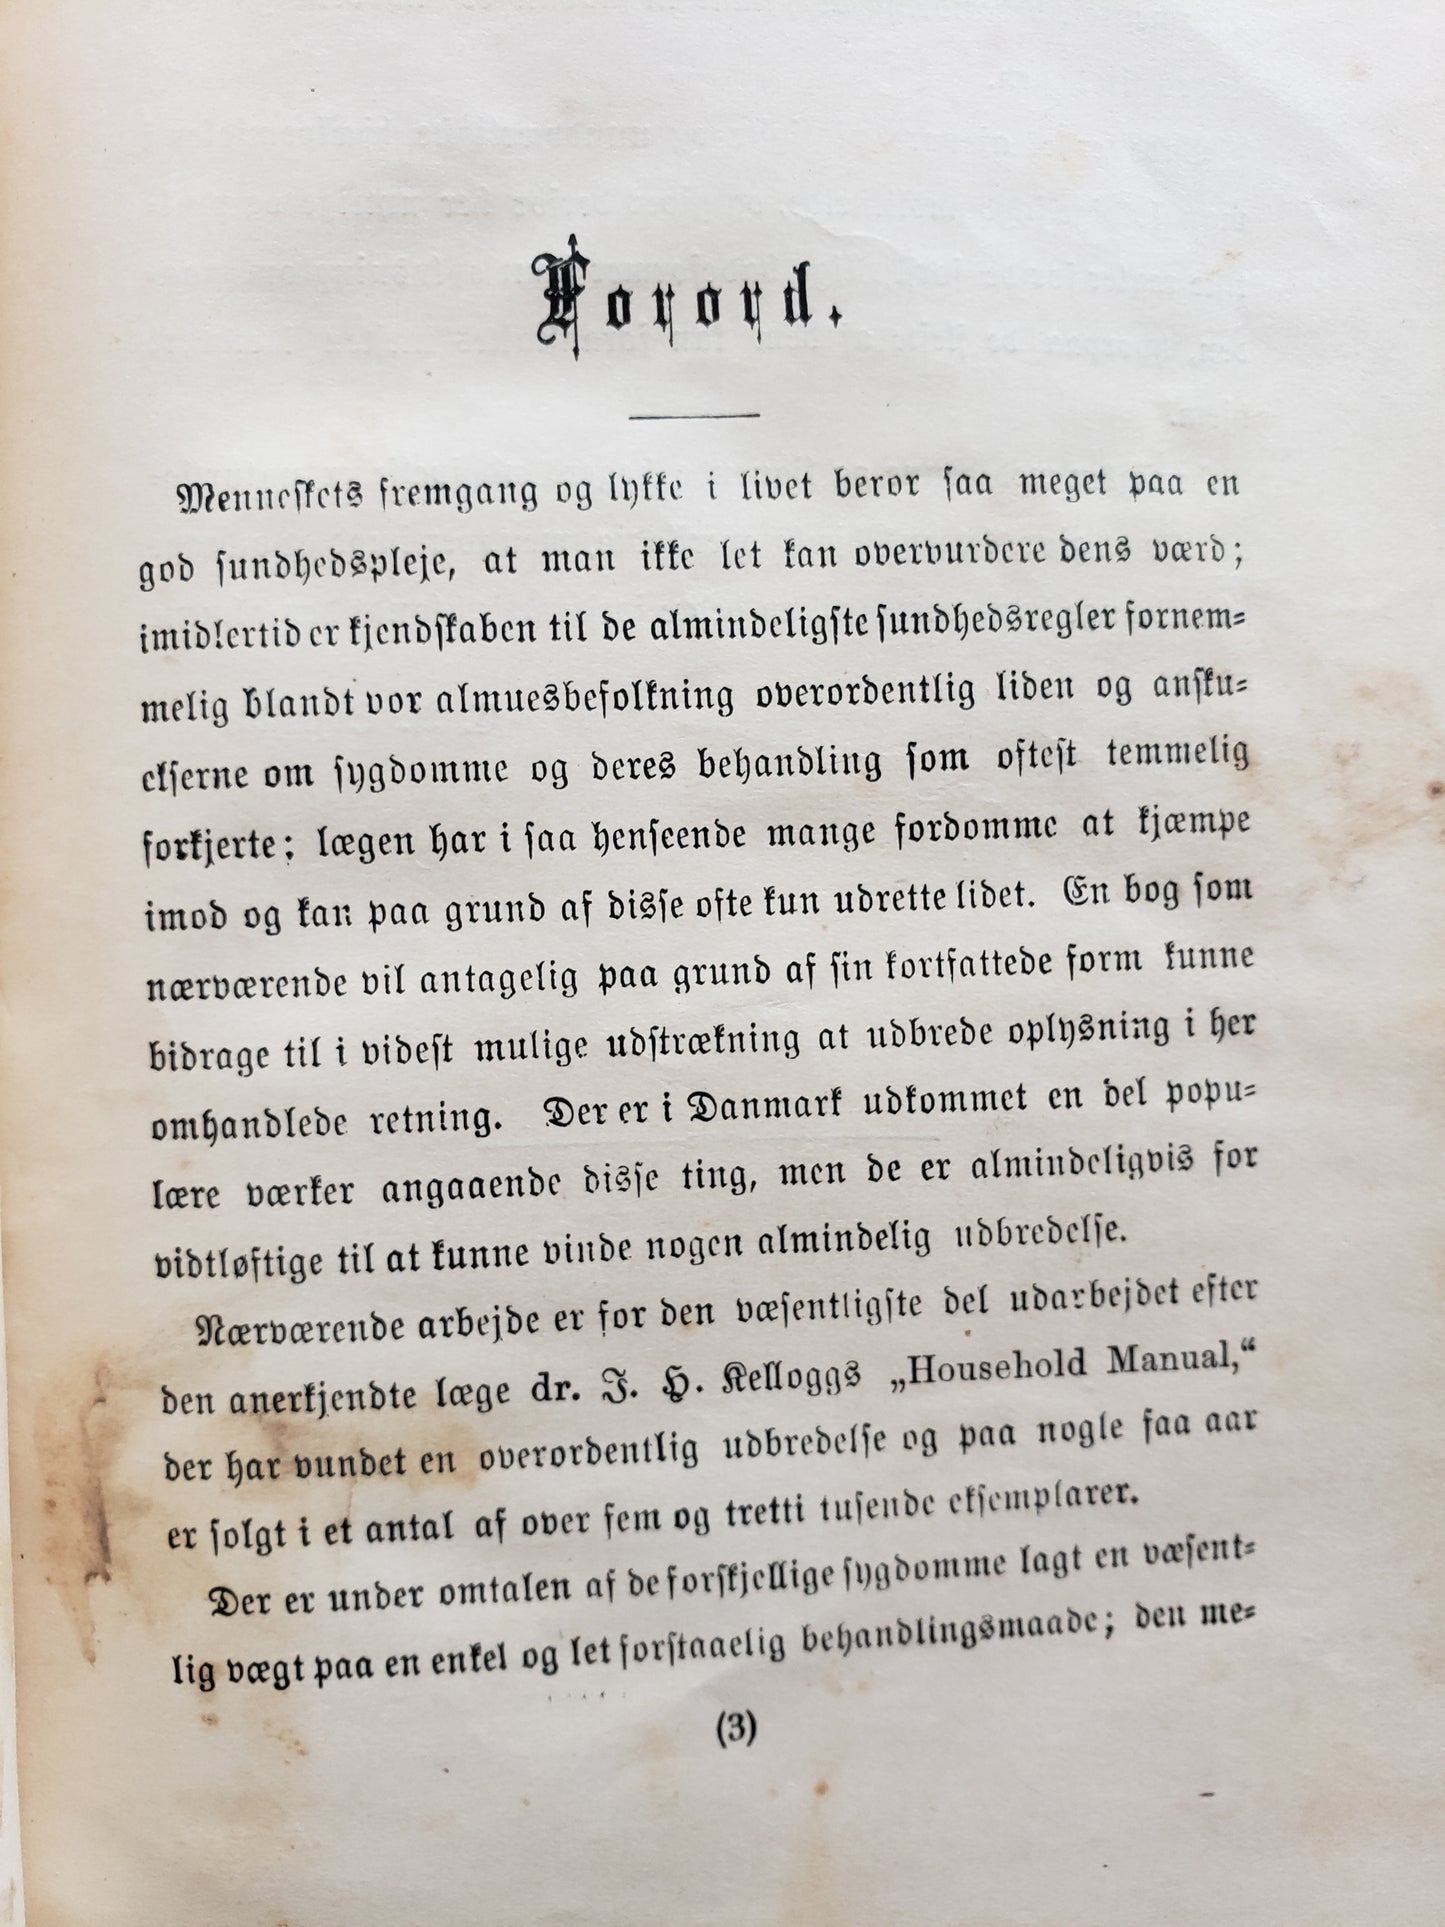 Forord.
Menneskets fremgang og lykke i livet beror saa meget paa en
god sundhedspleje, at man ikke let kan overvurdere dens værd;
imidlertid er kjendskaben til de almindeligste sundhedsregler fornem-
melig blandt vor almuesbefolkning overordentlig liden og ansku-
elserne om sygdomme og deres behandling som oftest temmelig
forkjerte; lægen har i saa henseende mange fordomme at kjæmpe
imod og kan paa grund af disse ofte kun udrette lidet. En bog som
nærværende vil antagelig paa grund af sin kortfattede form kunne
bidrage til i videst mulige udstrækning at udbrede oplysning i her
omhandlede retning. Der er i Danmark udkommet en del popu-
lære værker angaaende disse ting, men de er almindeligvis for
vidtløftige til at kunne vinde nogen almindelig udbredelse.
Nærværende arbejde er for den væsentligste del udarbejdet efter
den anerkjendte læge dr. J. H. Kelloggs „Household Manual,“
der har vundet en overordentlig udbredelse og paa nogle faa aar
er solgt i et antal af over fem og tretti tusende eksemplarer.
Der er under omtalen af de forskjellige sygdomme lagt en væsent-
lig vægt paa en enkel og let forstaaelig behandlingsmaade; den me-
(3)